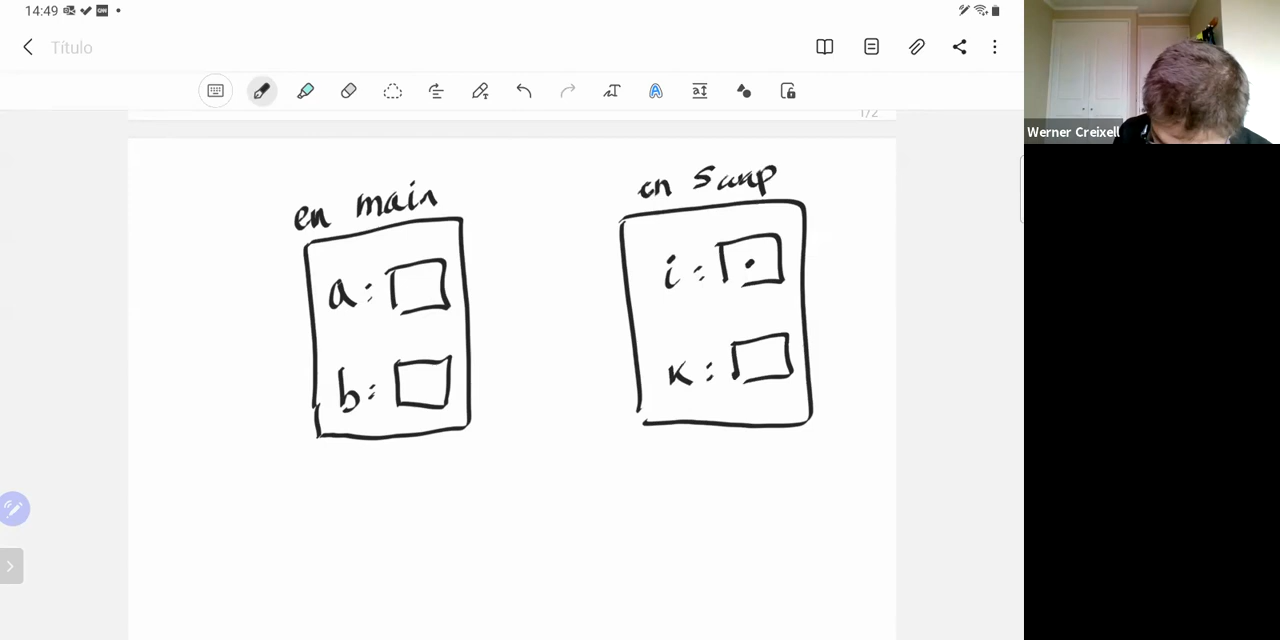 14:49
Título
1/2
Werner Creixell
en main
en swap
a:
i:
b:
k: